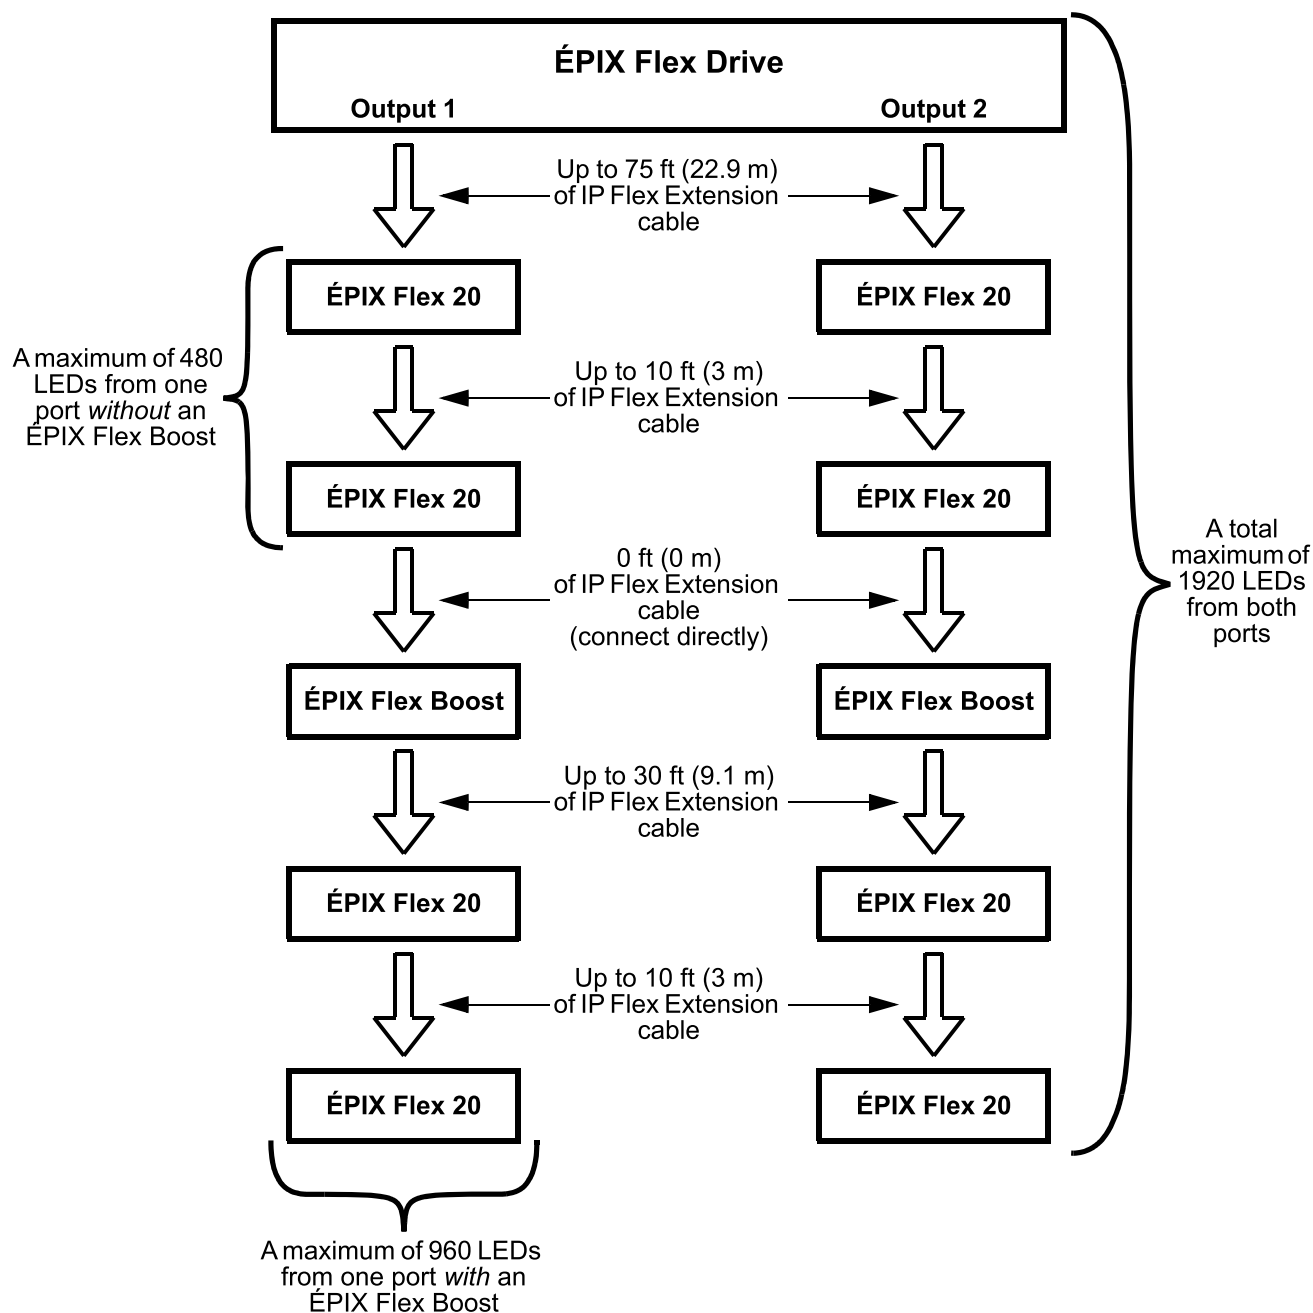 ÉPIX Flex Drive
Output 1
Output 2
Up to 75 ft (22.9 m)
of IP Flex Extension
cable
ÉPIX Flex 20
ÉPIX Flex 20
A maximum of 480
LEDs from one
port without an
ÉPIX Flex Boost
Up to 10 ft (3 m)
of IP Flex Extension
cable
ÉPIX Flex 20
ÉPIX Flex 20
A total
maximum of
1920 LEDs
from both
ports
0 ft (0 m)
of IP Flex Extension
cable
(connect directly)
ÉPIX Flex Boost
ÉPIX Flex Boost
Up to 30 ft (9.1 m)
of IP Flex Extension
cable
ÉPIX Flex 20
ÉPIX Flex 20
Up to 10 ft (3 m)
of IP Flex Extension
cable
ÉPIX Flex 20
ÉPIX Flex 20
A maximum of 960 LEDs
from one port with an
ÉPIX Flex Boost